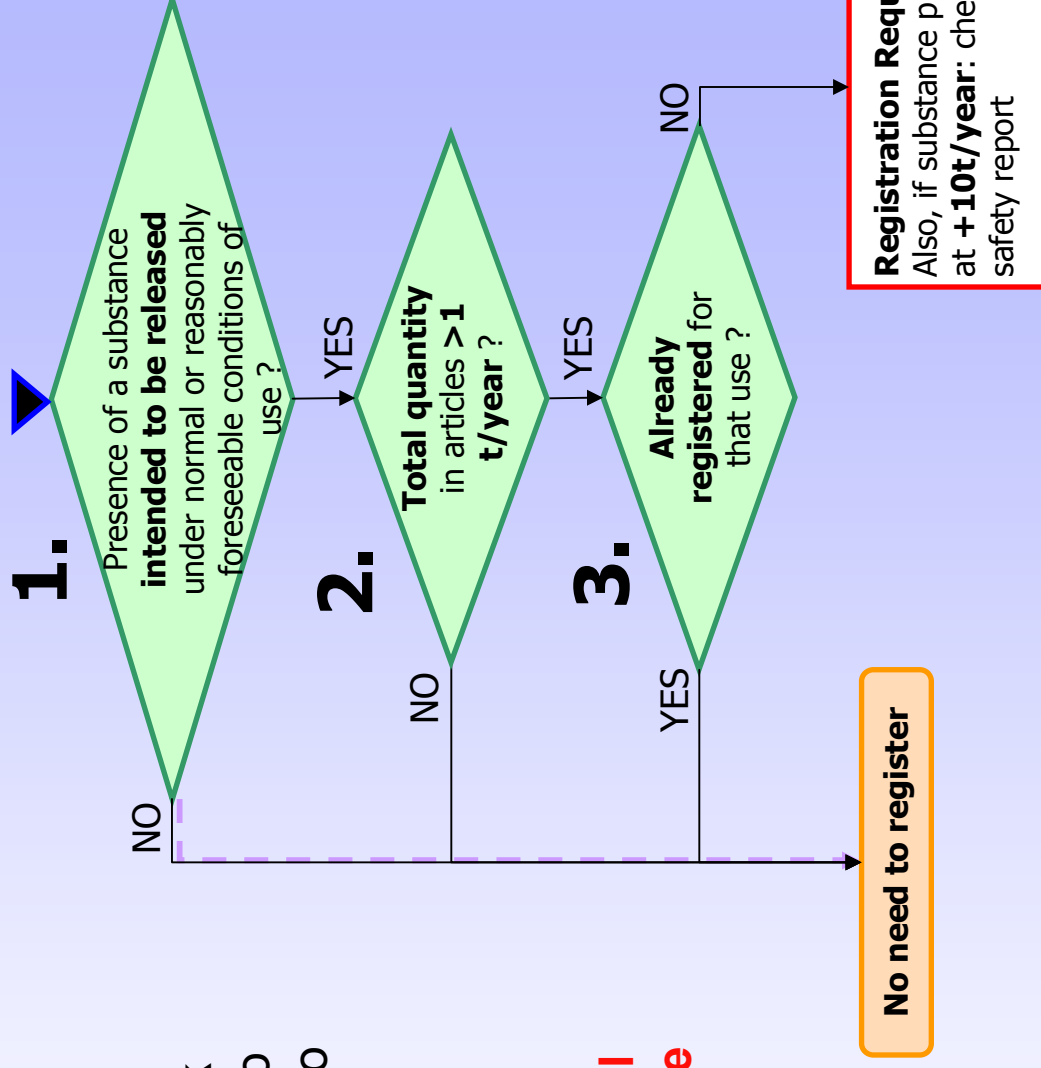 1.
Presence of a substance
intended to be released
under normal or reasonably
foreseeable conditions of
use ?
NO
YES
2.
Total quantity
in articles >1
t/year ?
NO
YES
3.
Already
registered for
that use ?
YES
NO
No need to register
Registration
Also, if substance
at +10t/year:
safety report